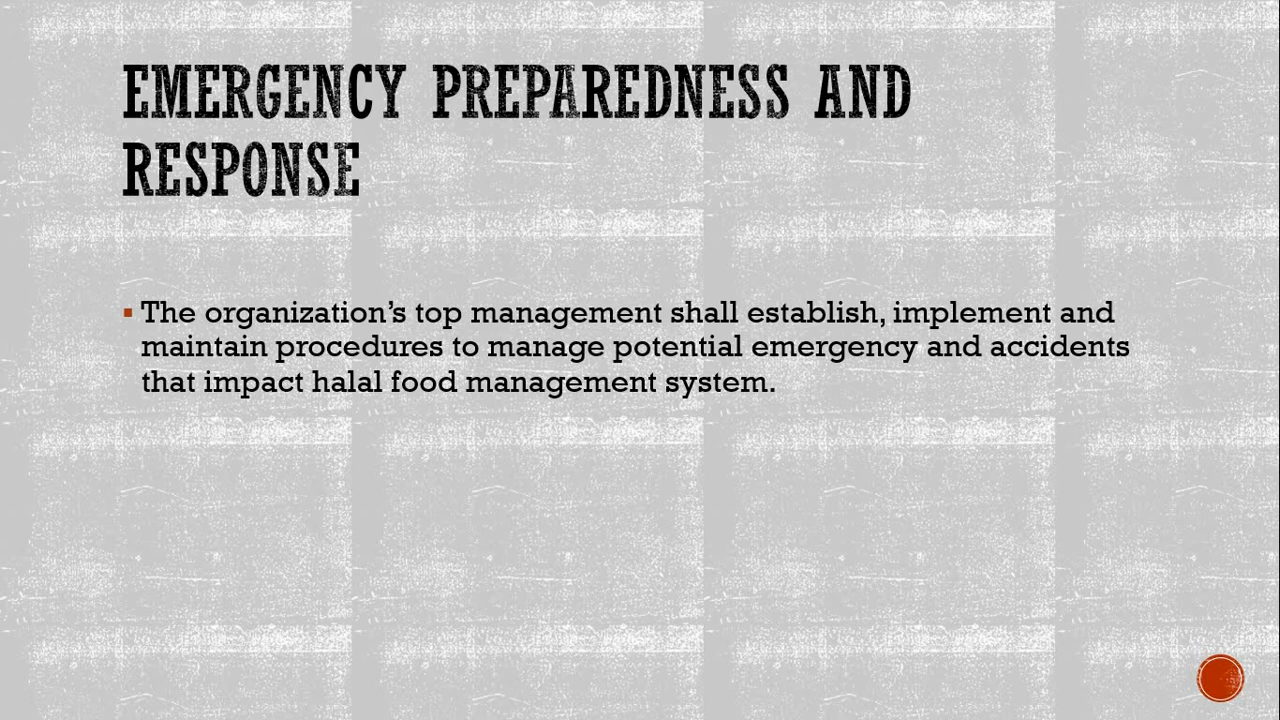 EMERGENCY PREPAREDNESS AND
RESPONSE
▪ The organization’s top management shall establish, implement and
maintain procedures to manage potential emergency and accidents
that impact halal food management system.